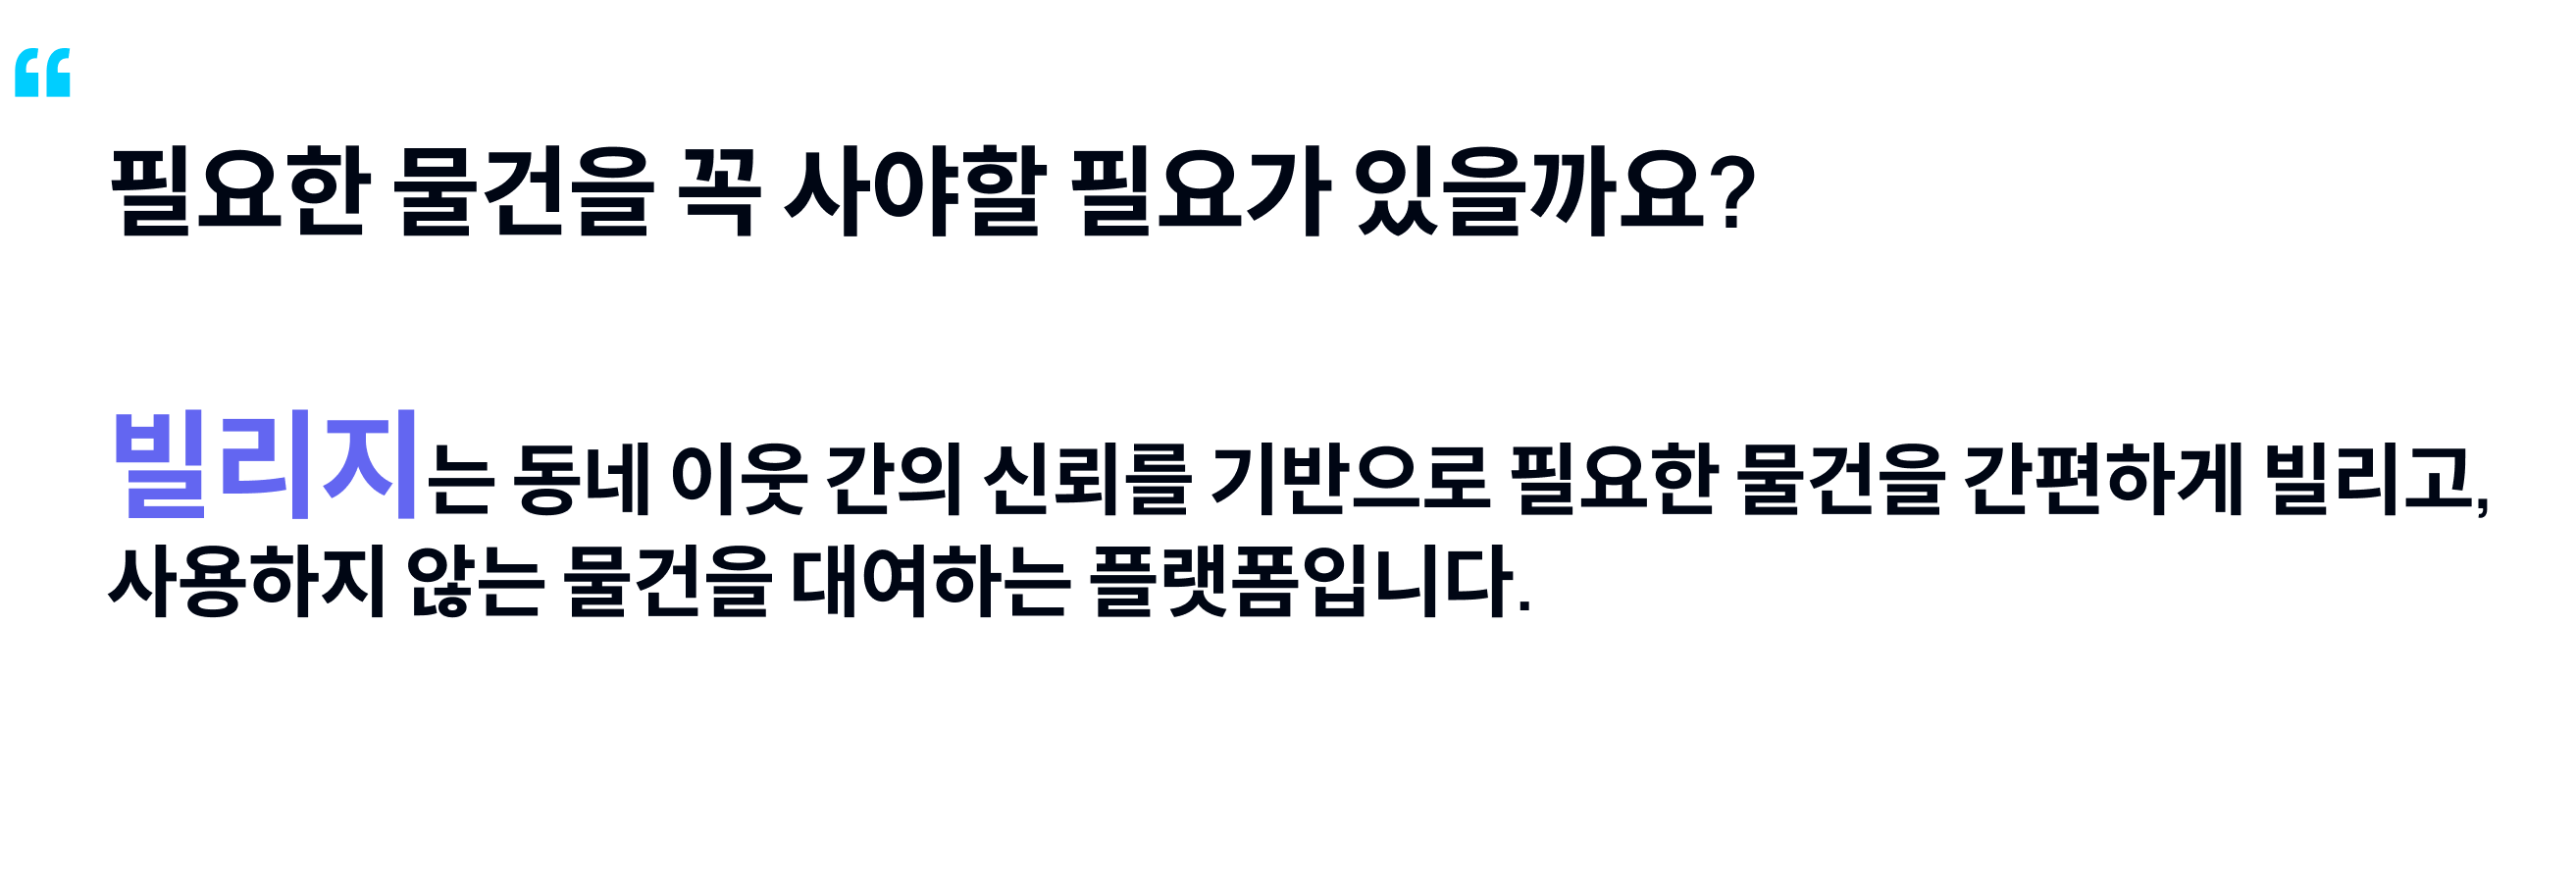 “
필요한 물건을 꼭 사야할 필요가 있을까요?
빌리지는 동네 이웃 간의 신뢰를 기반으로 필요한 물건을 간편하게 빌리고,
사용하지 않는 물건을 대여하는 플랫폼입니다.